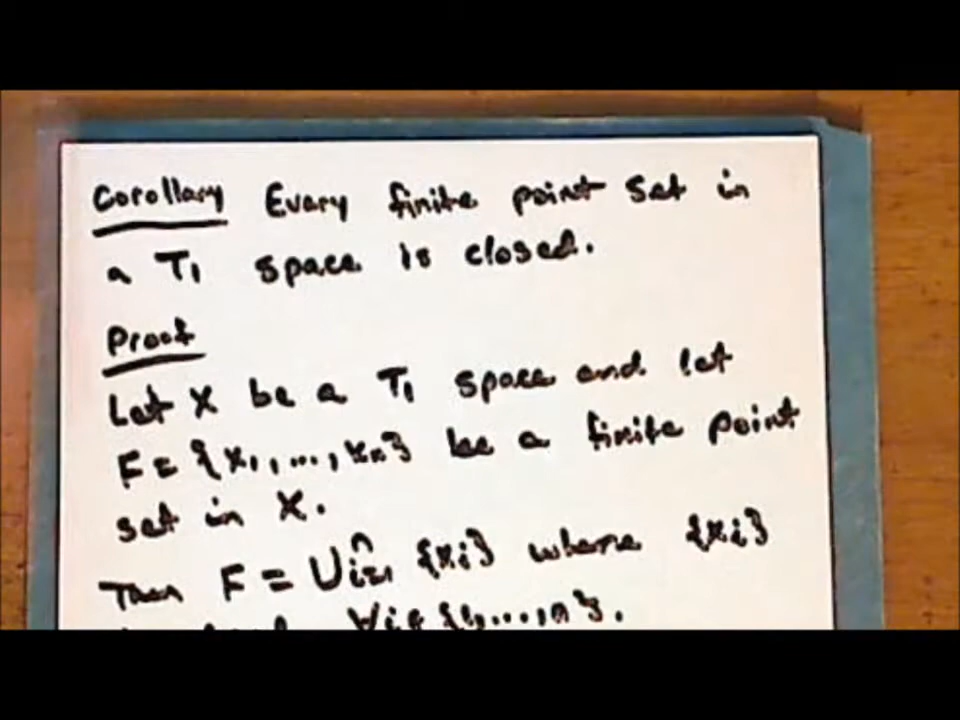 Corollary Every finite point set in
a T₁ space is closed.
Proof
Let X be a T₁ space and let
F = {x₁, ..., xₙ} be a finite point
set in X.
Then F = ∪ⁿᵢ₌₁ {xᵢ} where {xᵢ}
∀i∈{1,...,n}.